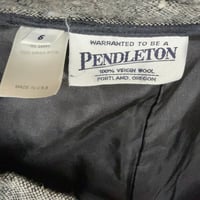 6
MADE IN U.S.A.
WARRANTED TO BE A
PENDLETON
100% VIRGIN WOOL
PORTLAND, OREGON